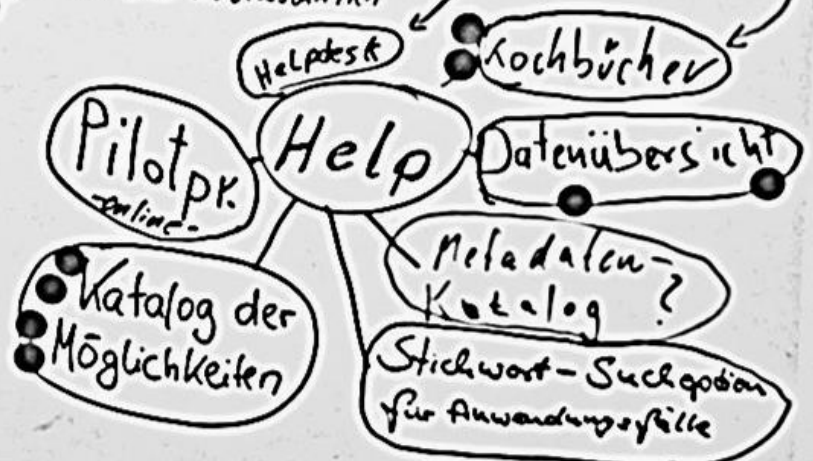 Helpdesk
Kochbücher
Pilotpr.
-online-
Help
Datenübersicht
Metadaten-
Katalog ?
Katalog der
Möglichkeiten
Stichwort-Suchoption
für Anwendungsfälle